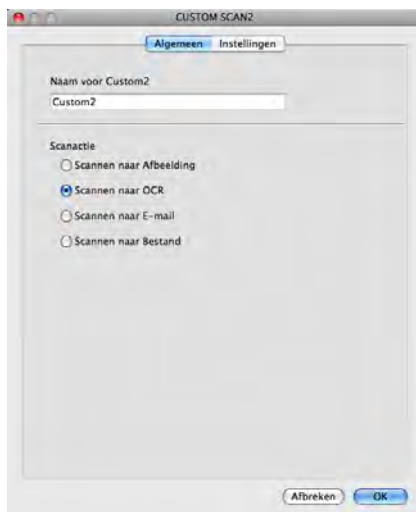 CUSTOM SCAN2
Algemeen Instellingen
Naam voor Custom2
Custom2
Scanactie
Scannen naar Afbeelding
Scannen naar OCR
Scannen naar E-mail
Scannen naar Bestand
Afbreken OK